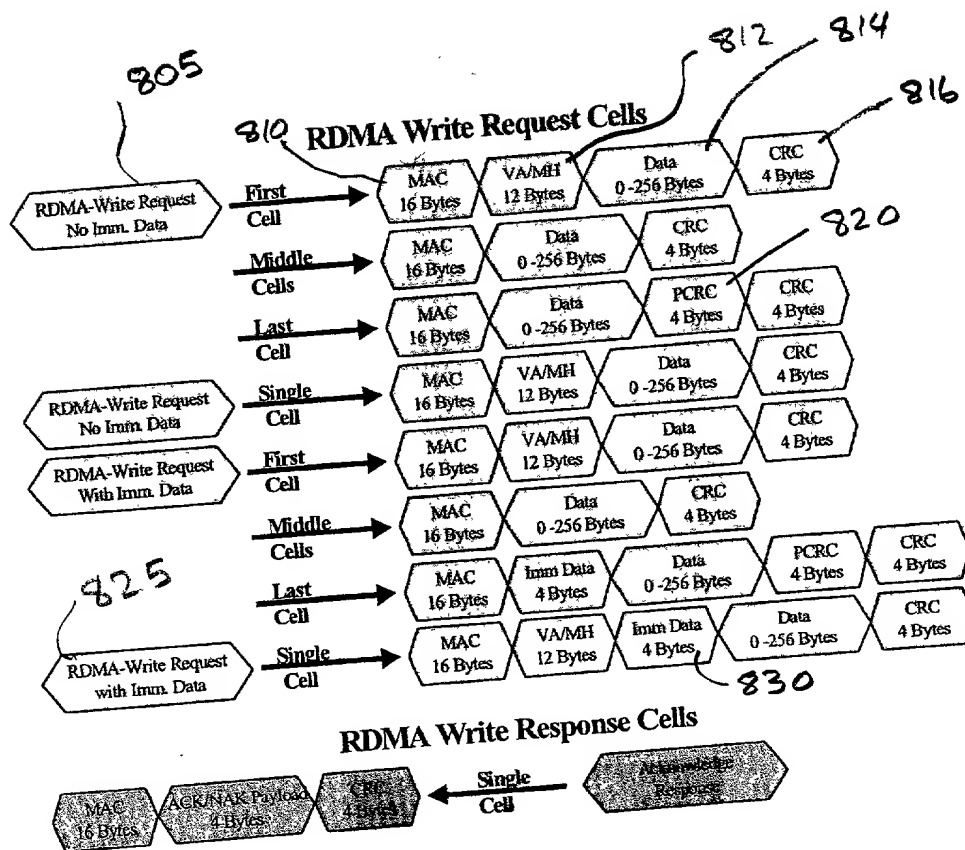 805
812
814
816
810
RDMA Write Request Cells
RDMA-Write Request
No Imm. Data
First
Cell
MAC
16 Bytes
VA/MH
12 Bytes
Data
0 -256 Bytes
CRC
4 Bytes
Middle
Cells
MAC
16 Bytes
Data
0 -256 Bytes
CRC
4 Bytes
820
Last
Cell
MAC
16 Bytes
Data
0 -256 Bytes
PCRC
4 Bytes
CRC
4 Bytes
RDMA-Write Request
No Imm. Data
Single
Cell
MAC
16 Bytes
VA/MH
12 Bytes
Data
0 -256 Bytes
CRC
4 Bytes
RDMA-Write Request
With Imm. Data
First
Cell
MAC
16 Bytes
VA/MH
12 Bytes
Data
0 -256 Bytes
CRC
4 Bytes
Middle
Cells
MAC
16 Bytes
Data
0 -256 Bytes
CRC
4 Bytes
825
Last
Cell
MAC
16 Bytes
Imm Data
4 Bytes
Data
0 -256 Bytes
PCRC
4 Bytes
CRC
4 Bytes
RDMA-Write Request
with Imm. Data
Single
Cell
MAC
16 Bytes
VA/MH
12 Bytes
Imm Data
4 Bytes
Data
0 -256 Bytes
CRC
4 Bytes
830
RDMA Write Response Cells
MAC
16 Bytes
ACK/NAK Payload
4 Bytes
CRC
4 Bytes
Single
Cell
Acknowledge
Response